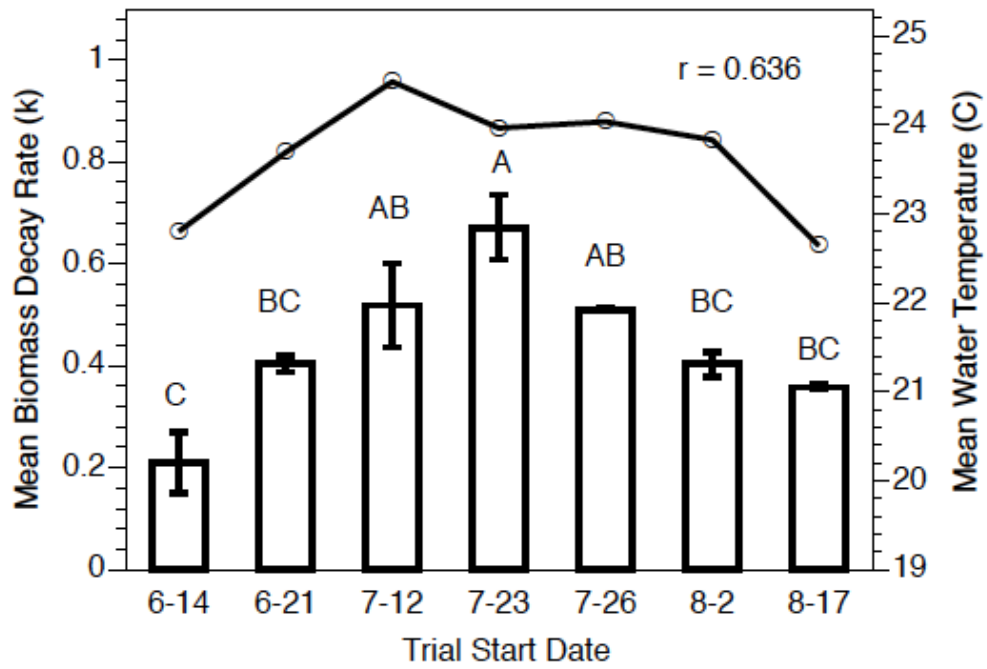 r = 0.636
Mean Biomass Decay Rate (k)
1
0.8
0.6
0.4
0.2
0
C
BC
AB
A
AB
BC
BC
25
24
23
22
21
20
19
Mean Water Temperature (C)
6-14 6-21 7-12 7-23 7-26 8-2 8-17
Trial Start Date